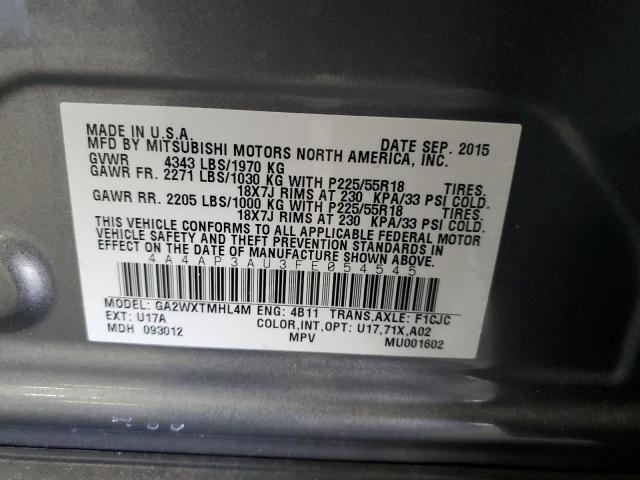 MADE IN U.S.A. DATE SEP. 2015
MFD BY MITSUBISHI MOTORS NORTH AMERICA, INC.
GVWR 4343 LBS/1970 KG
GAWR FR. 2271 LBS/1030 KG WITH P225/55R18 TIRES.
18X7J RIMS AT 230 KPA/33 PSI COLD.
GAWR RR. 2205 LBS/1000 KG WITH P225/55R18 TIRES.
18X7J RIMS AT 230 KPA/33 PSI COLD.
THIS VEHICLE CONFORMS TO ALL APPLICABLE FEDERAL MOTOR
VEHICLE SAFETY AND THEFT PREVENTION STANDARD IN
EFFECT ON THE DATE OF MANUFACTURE SHOWN ABOVE.
4A4AP3AU3FE054545
MODEL: GA2WXTMHL4M ENG: 4B11 TRANS,AXLE: F1CJC
EXT: U17A COLOR,INT,OPT: U17,71X,A02
MDH 093012 MPV MU001602